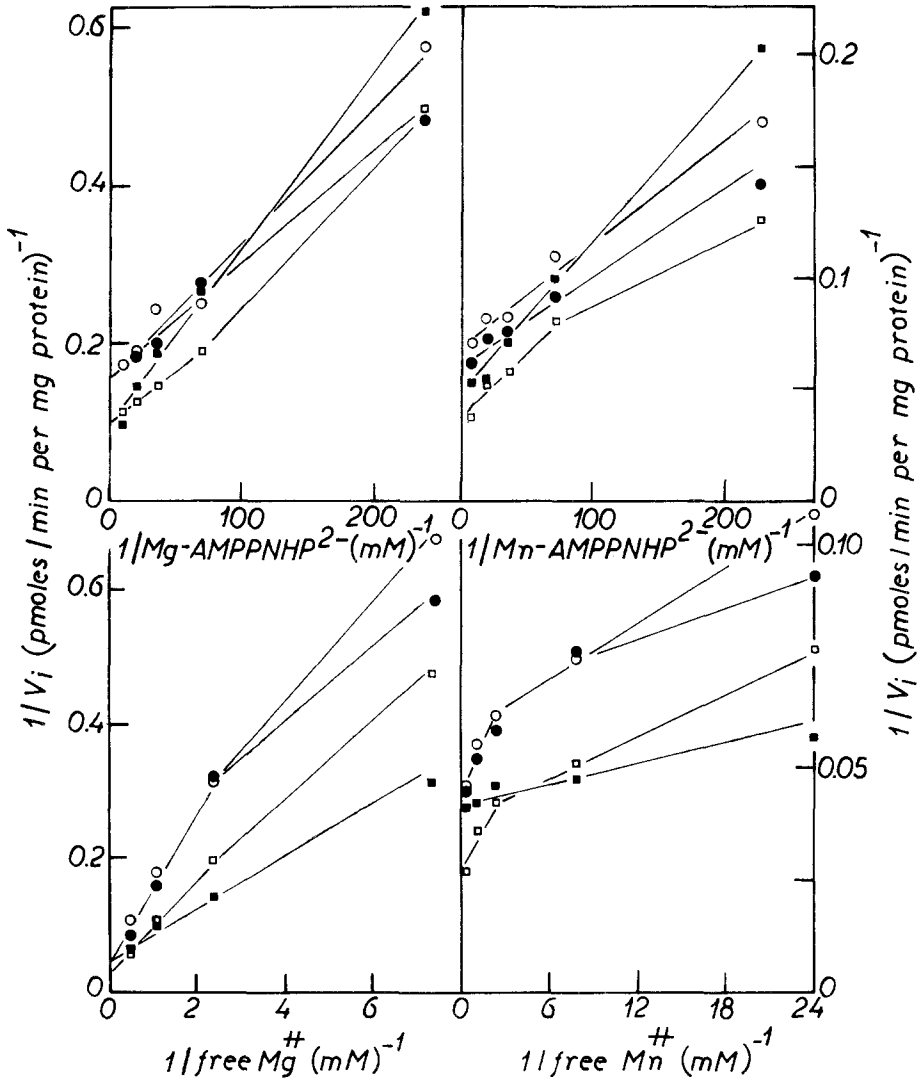 0.6
0.4
0.2
0
0 100 200
1/Mg-AMPPNHP2-(mM)-1
0.2
0.1
0
0 100 200
1/Mn-AMPPNHP2-(mM)-1
1/Vi (pmoles/min per mg protein)-1
1/Vi (pmoles/min per mg protein)-1
0.6
0.4
0.2
0
0 2 4 6
1/free Mg# (mM)-1
0.10
0.05
0
0 6 12 18 24
1/free Mn# (mM)-1